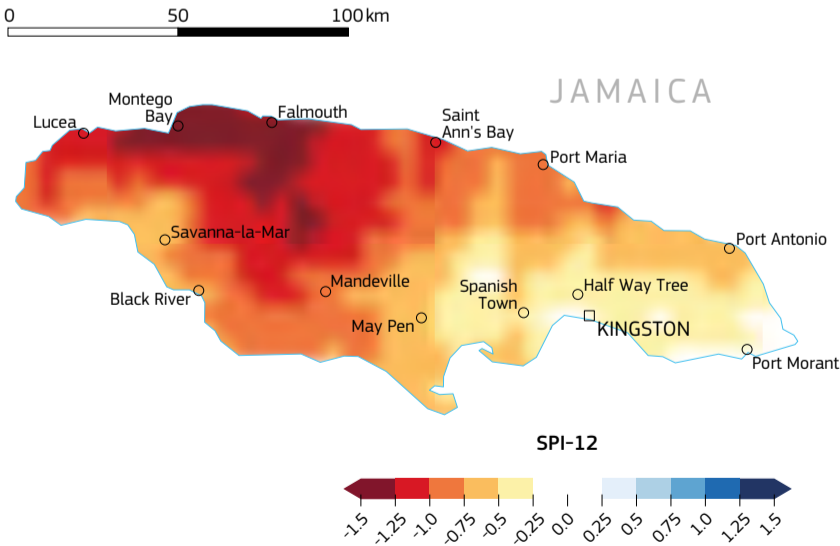 0 50 100 km
JAMAICA
Montego
Bay
Lucea
Falmouth
Saint
Ann's Bay
Port Maria
Savanna-la-Mar
Port Antonio
Black River
Mandeville
Spanish
Town
Half Way Tree
May Pen
KINGSTON
Port Morant
SPI-12
-1.5 -1.25 -1.0 -0.75 -0.5 -0.25 0.0 0.25 0.5 0.75 1.0 1.25 1.5